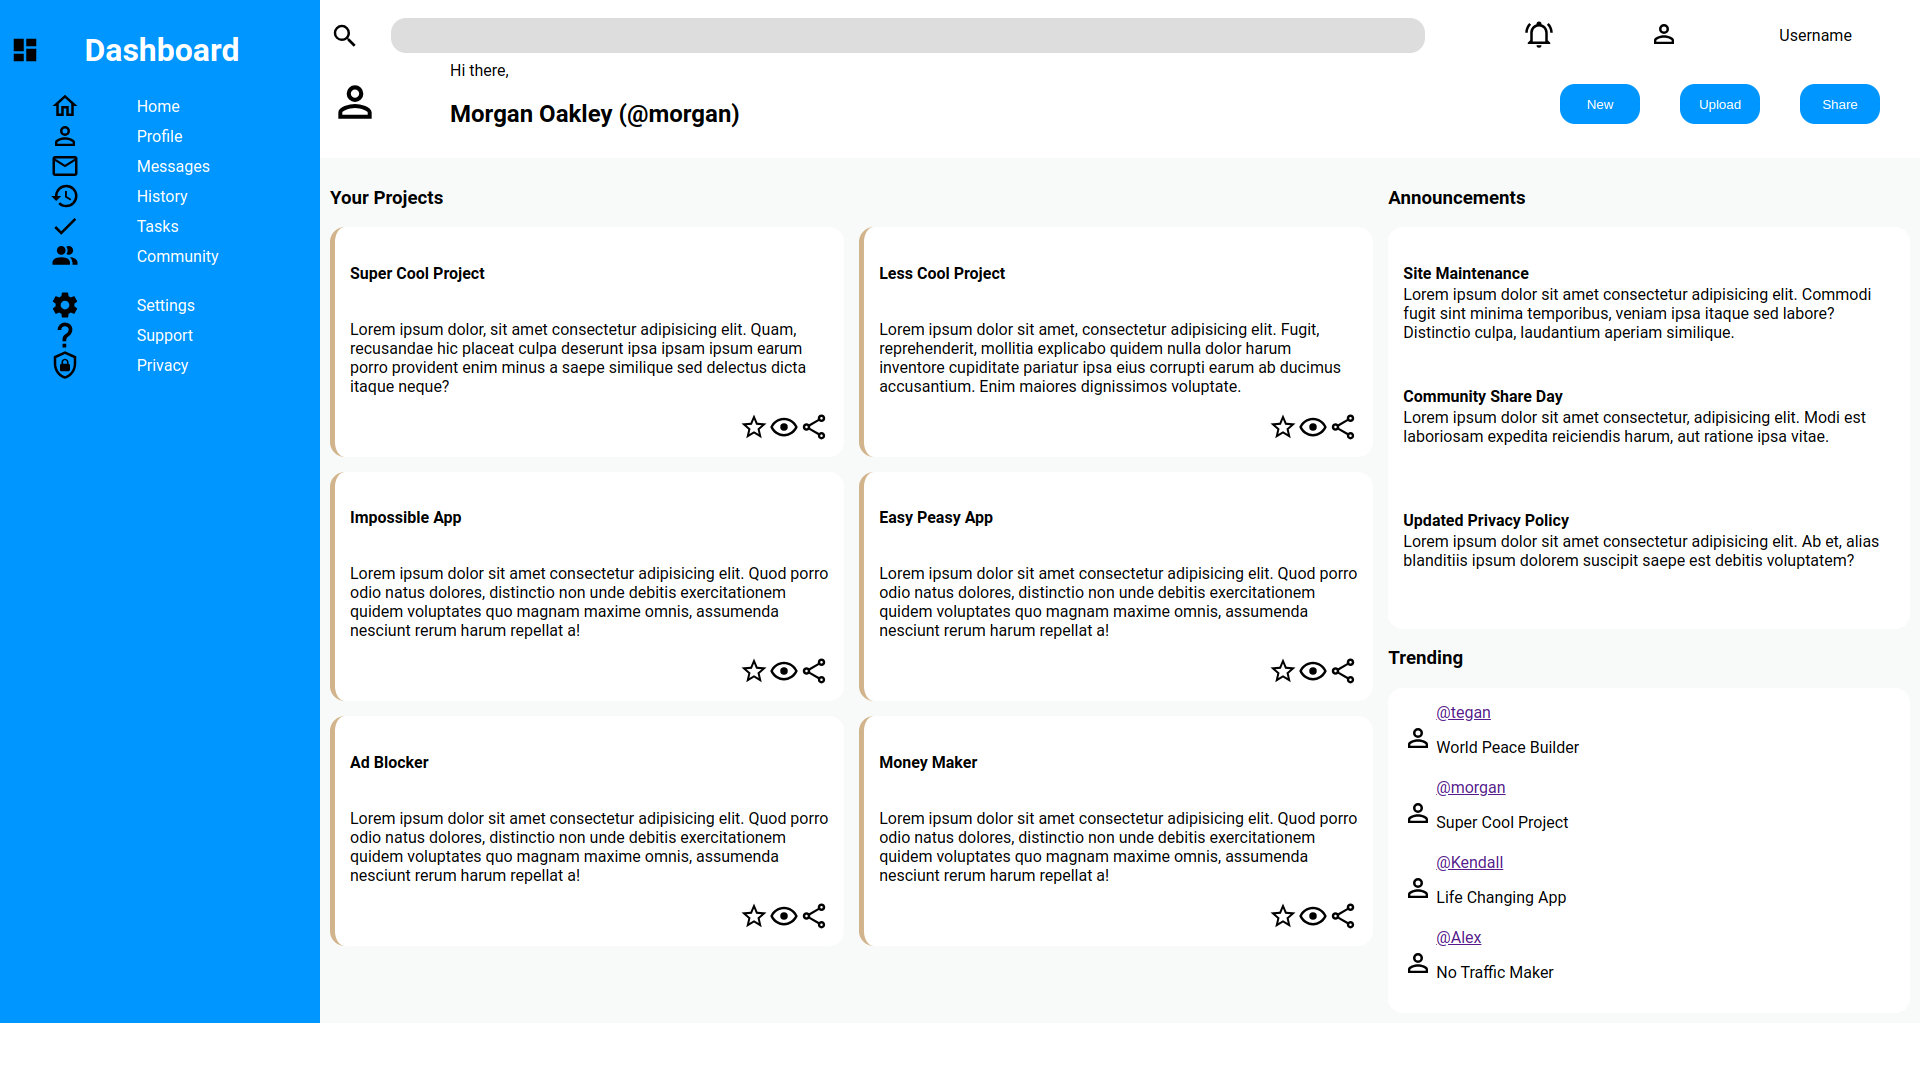 Dashboard
Home
Profile
Messages
History
Tasks
Community
Settings
Support
Privacy
Username
Hi there,
Morgan Oakley (@morgan)
New
Upload
Share
Your Projects
Super Cool Project
Lorem ipsum dolor, sit amet consectetur adipisicing elit. Quam,
recusandae hic placeat culpa deserunt ipsa ipsam ipsum earum
porro provident enim minus a saepe similique sed delectus dicta
itaque neque?
Less Cool Project
Lorem ipsum dolor sit amet, consectetur adipisicing elit. Fugit,
reprehenderit, mollitia explicabo quidem nulla dolor harum
inventore cupiditate pariatur ipsa eius corrupti earum ab ducimus
accusantium. Enim maiores dignissimos voluptate.
Impossible App
Lorem ipsum dolor sit amet consectetur adipisicing elit. Quod porro
odio natus dolores, distinctio non unde debitis exercitationem
quidem voluptates quo magnam maxime omnis, assumenda
nesciunt rerum harum repellat a!
Easy Peasy App
Lorem ipsum dolor sit amet consectetur adipisicing elit. Quod porro
odio natus dolores, distinctio non unde debitis exercitationem
quidem voluptates quo magnam maxime omnis, assumenda
nesciunt rerum harum repellat a!
Ad Blocker
Lorem ipsum dolor sit amet consectetur adipisicing elit. Quod porro
odio natus dolores, distinctio non unde debitis exercitationem
quidem voluptates quo magnam maxime omnis, assumenda
nesciunt rerum harum repellat a!
Money Maker
Lorem ipsum dolor sit amet consectetur adipisicing elit. Quod porro
odio natus dolores, distinctio non unde debitis exercitationem
quidem voluptates quo magnam maxime omnis, assumenda
nesciunt rerum harum repellat a!
Announcements
Site Maintenance
Lorem ipsum dolor sit amet consectetur adipisicing elit. Commodi
fugit sint minima temporibus, veniam ipsa itaque sed labore?
Distinctio culpa, laudantium aperiam similique.
Community Share Day
Lorem ipsum dolor sit amet consectetur, adipisicing elit. Modi est
laboriosam expedita reiciendis harum, aut ratione ipsa vitae.
Updated Privacy Policy
Lorem ipsum dolor sit amet consectetur adipisicing elit. Ab et, alias
blanditiis ipsum dolorem suscipit saepe est debitis voluptatem?
Trending
@tegan
World Peace Builder
@morgan
Super Cool Project
@Kendall
Life Changing App
@Alex
No Traffic Maker